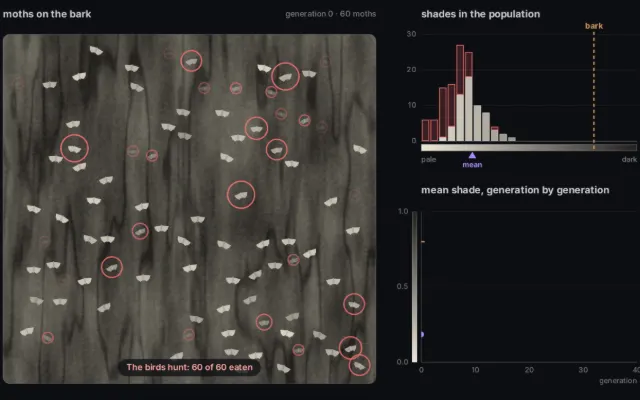 moths on the bark
generation 0 · 60 moths
The birds hunt: 60 of 60 eaten
shades in the population
bark
30
20
10
0
pale
dark
mean
mean shade, generation by generation
1.0
0.5
0.0
0
10
20
30
40
generation